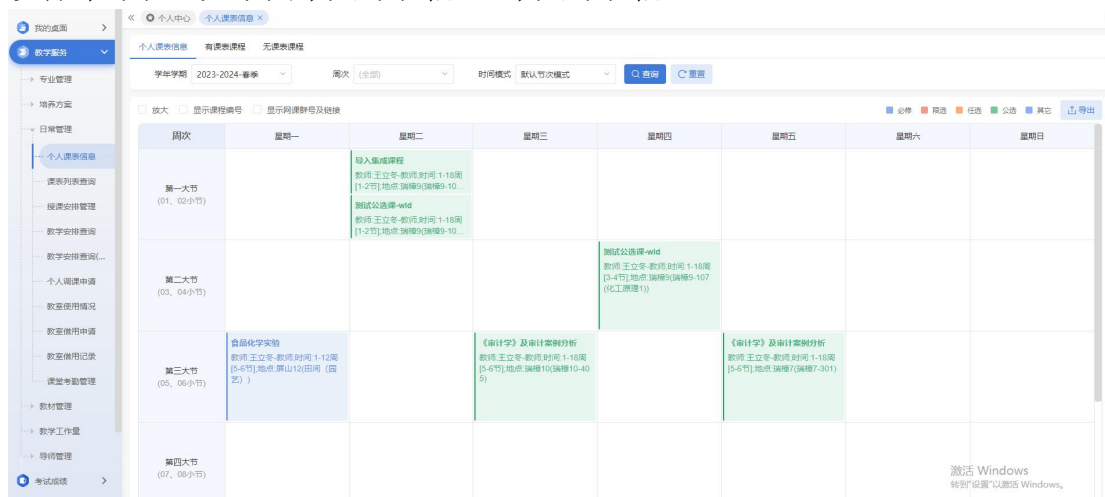 我的桌面
教学服务
专业管理
培养方案
日常管理
个人课表信息
课表列表查询
授课安排管理
教学安排查询
教学安排查询(...
个人调课申请
教室使用情况
教室借用申请
教室借用记录
课堂考勤管理
教材管理
教学工作量
导师管理
考试成绩
个人中心 个人课表信息 ×
个人课表信息 有课表课程 无课表课程
学年学期 2023-2024-春季 周次 (全部) 时间模式 默认节次模式 查询 重置
放大 显示课程编号 显示网课群号及链接 必修 限选 任选 公选 其它 导出
周次 星期一 星期二 星期三 星期四 星期五 星期六 星期日
第一大节
(01、02小节)
导入集成课程
教师:王立冬-教师;时间:1-18周
[1-2节];地点:瑞樟9(瑞樟9-10...
测试公选课-wld
教师:王立冬-教师;时间:1-18周
[1-2节];地点:瑞樟9(瑞樟9-10...
第二大节
(03、04小节)
测试公选课-wld
教师:王立冬-教师;时间:1-18周
[3-4节];地点:瑞樟9(瑞樟9-107
(化工原理1))
第三大节
(05、06小节)
食品化学实验
教师:王立冬-教师;时间:1-12周
[5-6节];地点:屏山12(田间（园
艺）)
《审计学》及审计案例分析
教师:王立冬-教师;时间:1-18周
[5-6节];地点:瑞樟10(瑞樟10-40
5)
《审计学》及审计案例分析
教师:王立冬-教师;时间:1-18周
[5-6节];地点:瑞樟7(瑞樟7-301)
第四大节
(07、08小节)
激活 Windows
转到"设置"以激活 Windows。